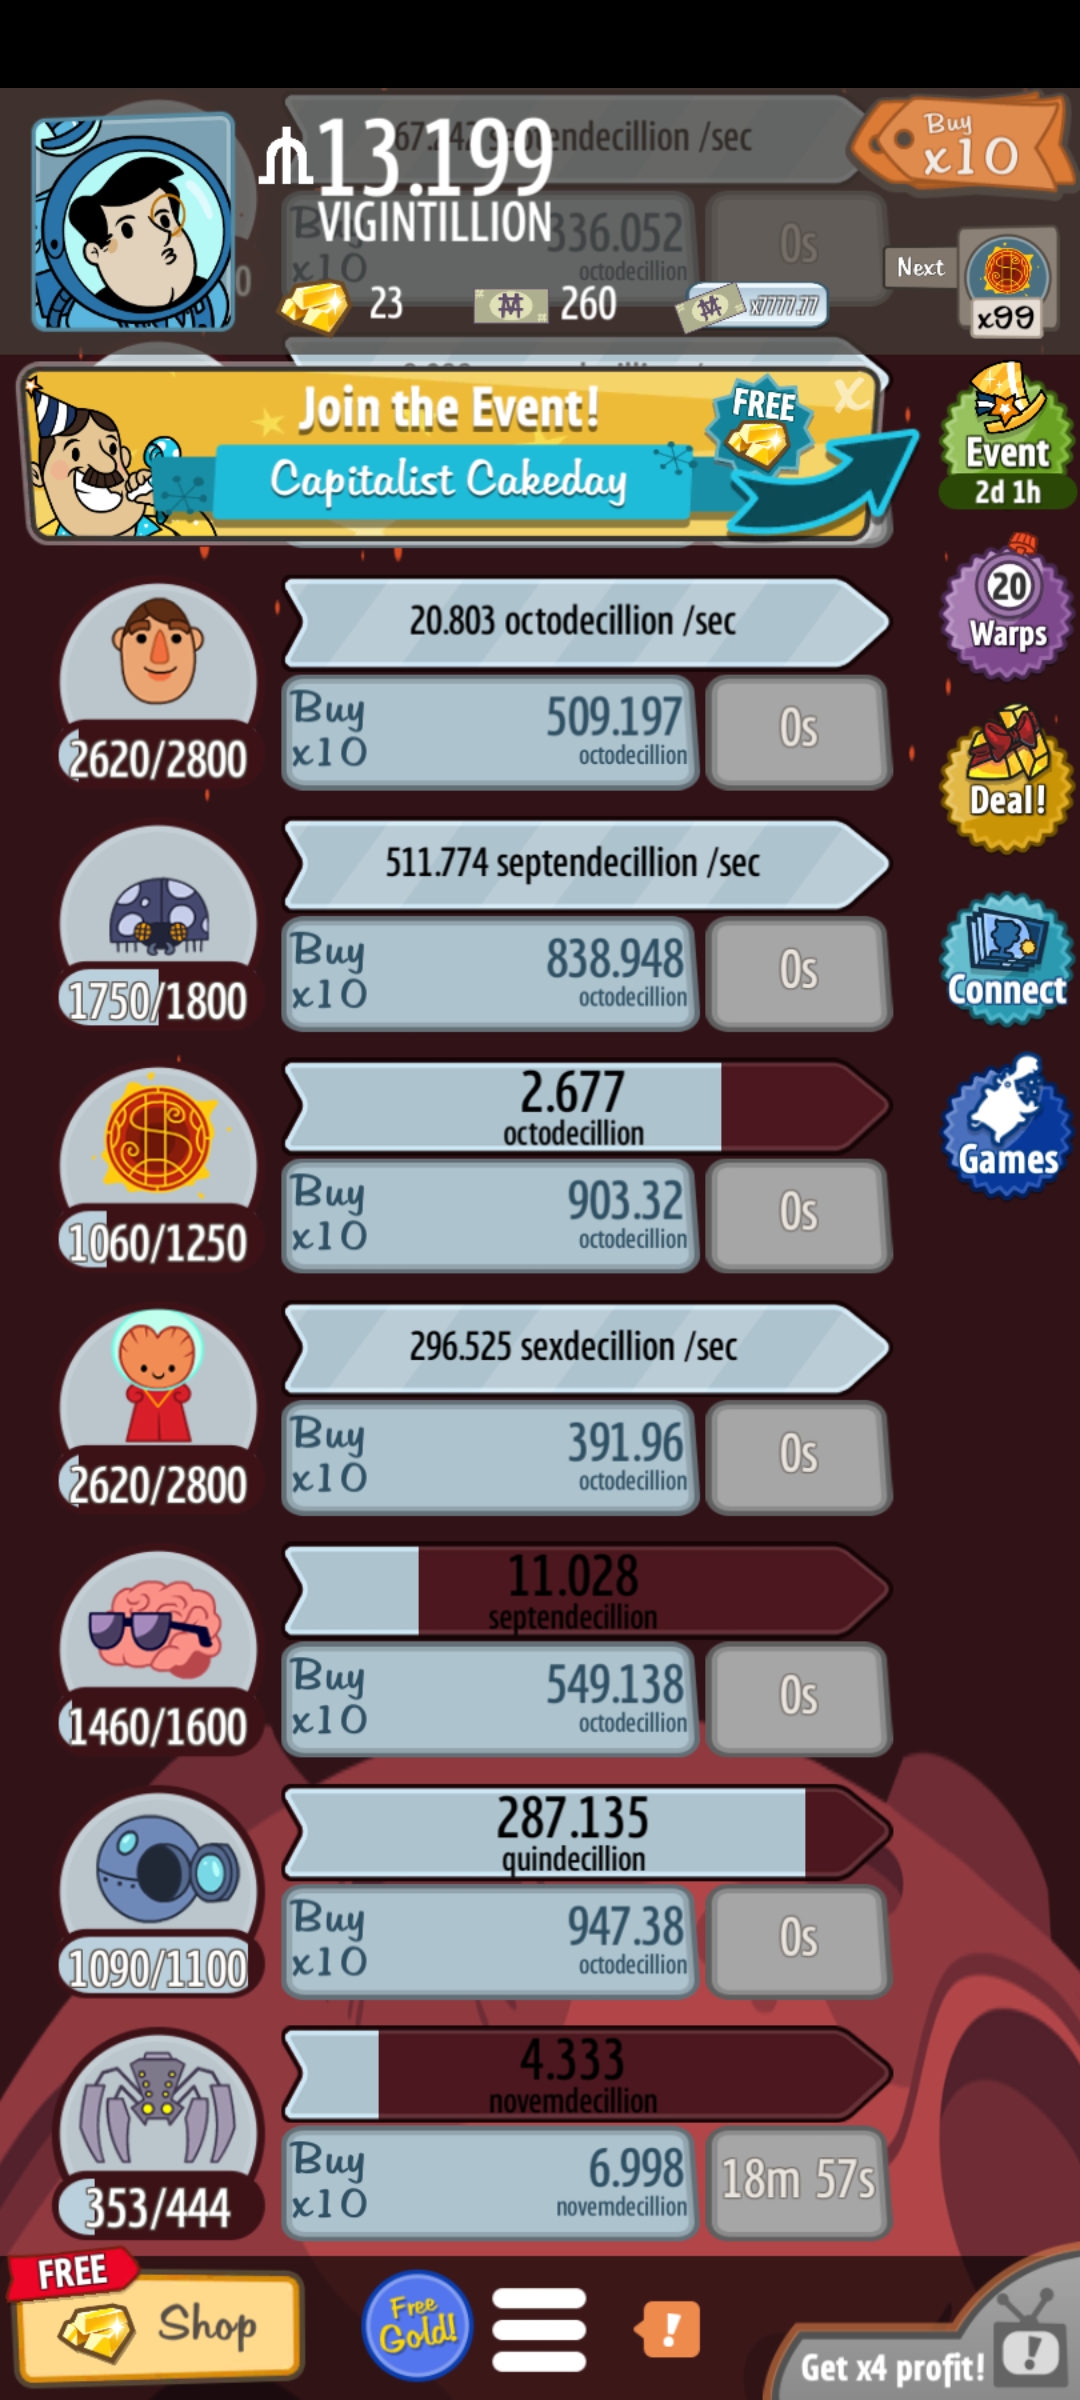 13.199
VIGINTILLION
septendecillion /sec
Buy
x10
Buy
x10
336.052
octodecillion
0s
Next
x99
23
260
x7777.77
Join the Event!
Capitalist Cakeday
FREE
x
Event
2d 1h
20
Warps
Deal!
Connect
Games
20.803 octodecillion /sec
2620/2800
Buy
x10
509.197
octodecillion
0s
511.774 septendecillion /sec
1750/1800
Buy
x10
838.948
octodecillion
0s
2.677
octodecillion
1060/1250
Buy
x10
903.32
octodecillion
0s
296.525 sexdecillion /sec
2620/2800
Buy
x10
391.96
octodecillion
0s
11.028
septendecillion
1460/1600
Buy
x10
549.138
octodecillion
0s
287.135
quindecillion
1090/1100
Buy
x10
947.38
octodecillion
0s
4.333
novemdecillion
353/444
Buy
x10
6.998
novemdecillion
18m 57s
FREE
Shop
Free
Gold!
!
Get x4 profit!
!